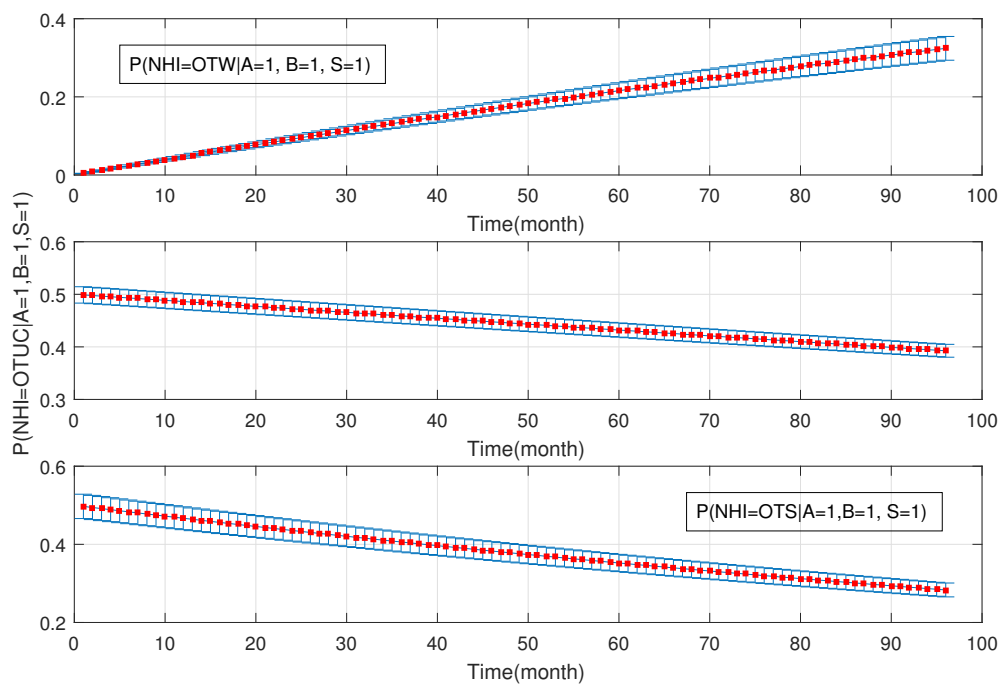 0.4
P(NHI=OTW|A=1, B=1, S=1)
0.2
0
0 10 20 30 40 50 60 70 80 90 100
Time(month)
P(NHI=OTUC|A=1,B=1,S=1)
0.6
0.5
0.4
0.3
0 10 20 30 40 50 60 70 80 90 100
Time(month)
0.6
P(NHI=OTS|A=1,B=1, S=1)
0.4
0.2
0 10 20 30 40 50 60 70 80 90 100
Time(month)